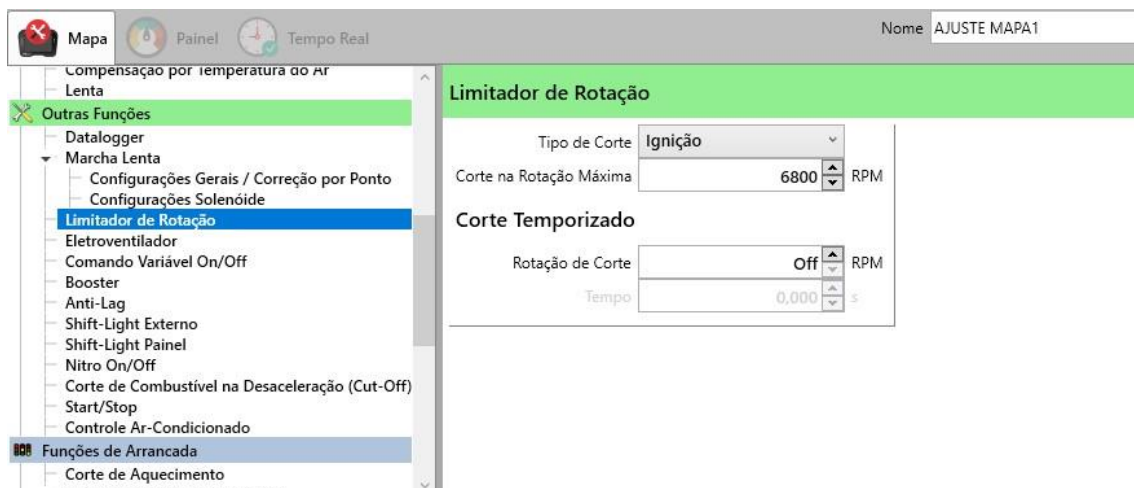 Mapa
Painel
Tempo Real
Nome AJUSTE MAPA1
Compensação por Temperatura do Ar
Lenta
Outras Funções
Datalogger
Marcha Lenta
Configurações Gerais / Correção por Ponto
Configurações Solenóide
Limitador de Rotação
Eletroventilador
Comando Variável On/Off
Booster
Anti-Lag
Shift-Light Externo
Shift-Light Painel
Nitro On/Off
Corte de Combustível na Desaceleração (Cut-Off)
Start/Stop
Controle Ar-Condicionado
Funções de Arrancada
Corte de Aquecimento
Limitador de Rotação
Tipo de Corte Ignição
Corte na Rotação Máxima 6800 RPM
Corte Temporizado
Rotação de Corte Off RPM
Tempo 0,000 s